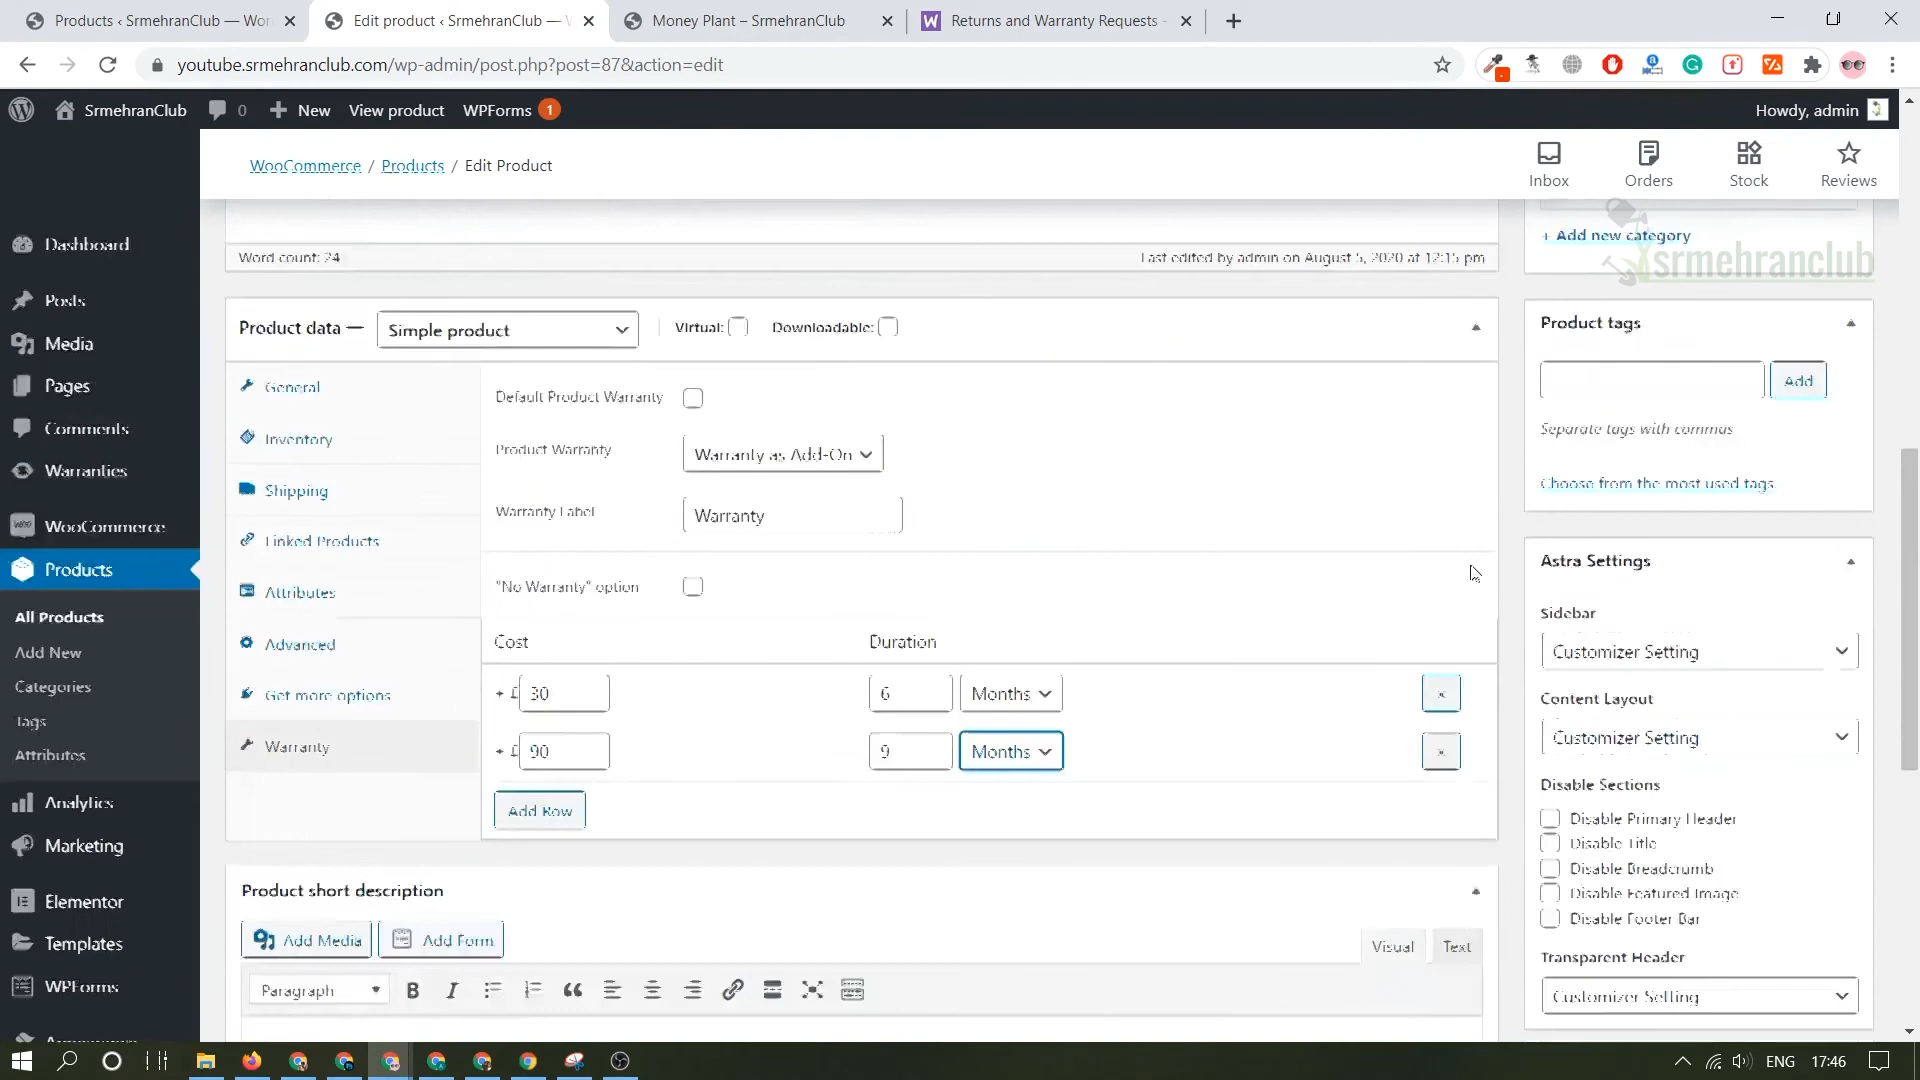 Products ‹ SrmehranClub — Wor
Edit product ‹ SrmehranClub — W
Money Plant – SrmehranClub
W Returns and Warranty Requests -
youtube.srmehranclub.com/wp-admin/post.php?post=87&action=edit
SrmehranClub
0
New
View product
WPForms 1
Howdy, admin
WooCommerce / Products / Edit Product
Inbox
Orders
Stock
Reviews
Dashboard
Posts
Media
Pages
Comments
Warranties
WooCommerce
Products
All Products
Add New
Categories
Tags
Attributes
Analytics
Marketing
Elementor
Templates
WPForms
Word count: 24
Last edited by admin on August 5, 2020 at 12:15 pm
Product data — Simple product
Virtual:
Downloadable:
General
Inventory
Shipping
Linked Products
Attributes
Advanced
Get more options
Warranty
Default Product Warranty
Product Warranty
Warranty as Add-On
Warranty Label
Warranty
"No Warranty" option
Cost
Duration
+ £ 30
6
Months
×
+ £ 90
9
Months
×
Add Row
Product short description
Add Media
Add Form
Visual
Text
Paragraph
B
I
+ Add new category
srmehranclub
Product tags
Add
Separate tags with commas
Choose from the most used tags
Astra Settings
Sidebar
Customizer Setting
Content Layout
Customizer Setting
Disable Sections
Disable Primary Header
Disable Title
Disable Breadcrumb
Disable Featured Image
Disable Footer Bar
Transparent Header
Customizer Setting
ENG
17:46